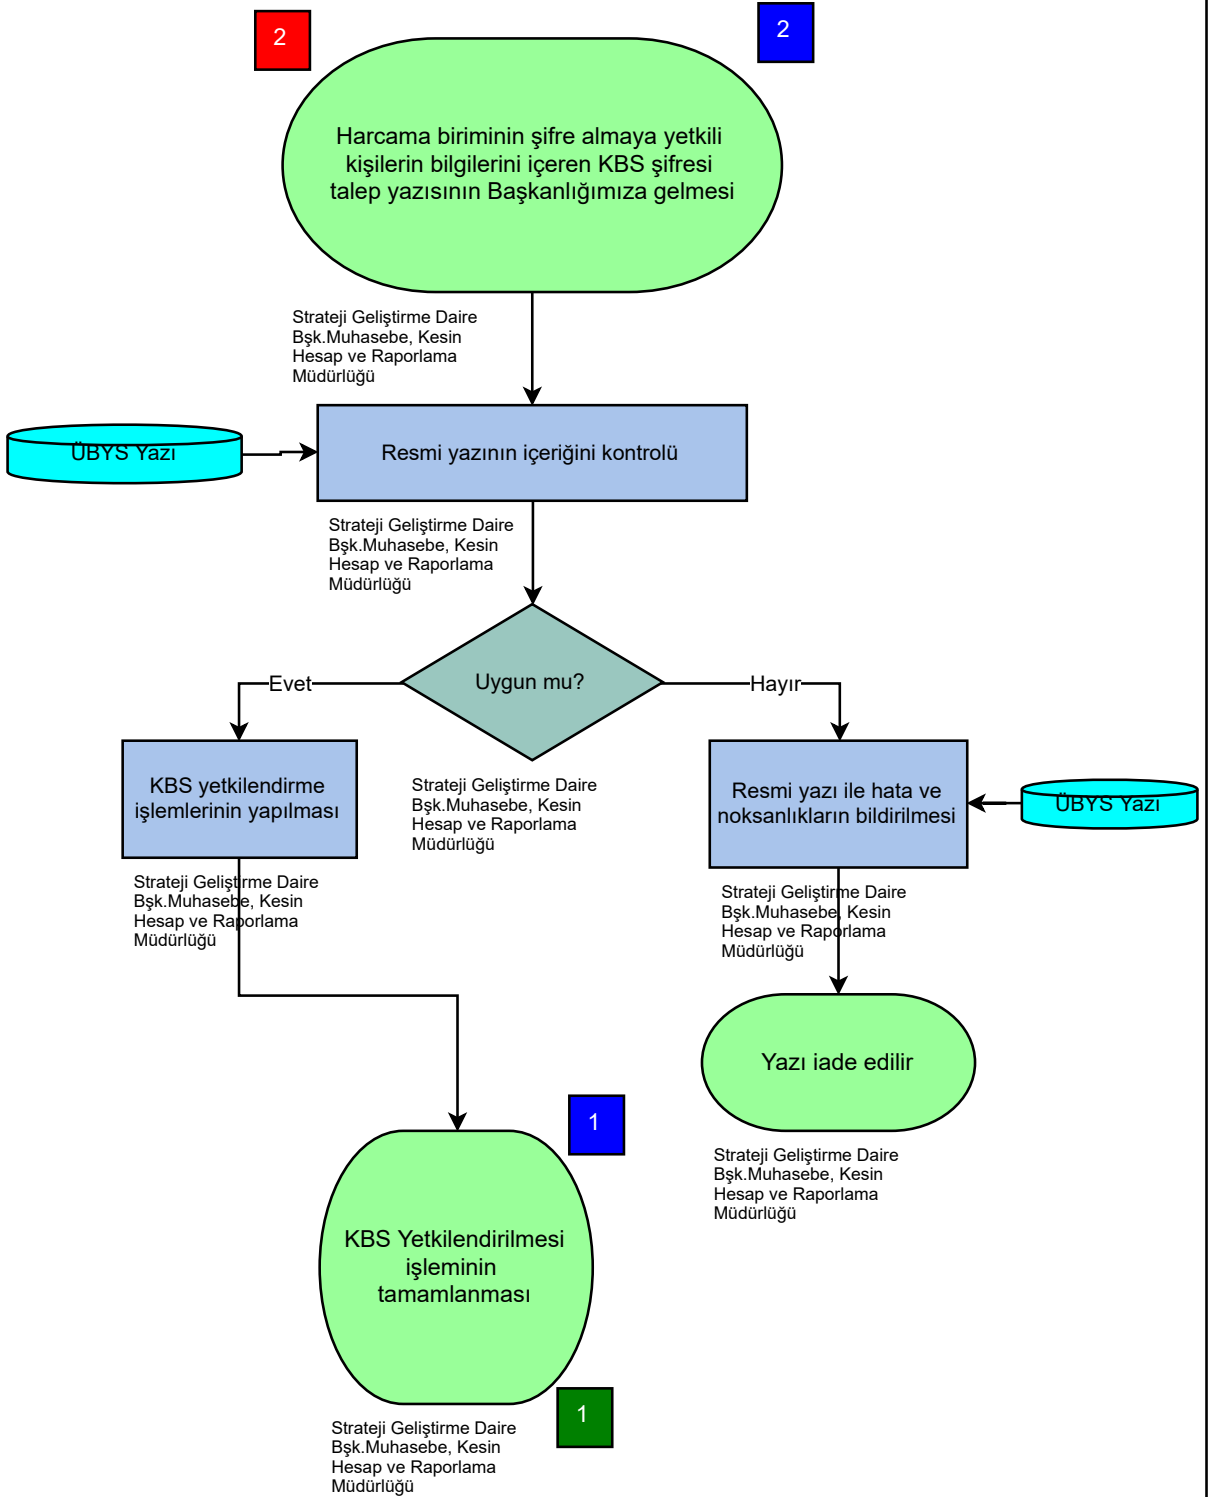 2
2
Harcama biriminin şifre almaya yetkili
kişilerin bilgilerini içeren KBS şifresi
talep yazısının Başkanlığımıza gelmesi
Strateji Geliştirme Daire
Bşk.Muhasebe, Kesin
Hesap ve Raporlama
Müdürlüğü
ÜBYS Yazı
Resmi yazının içeriğini kontrolü
Strateji Geliştirme Daire
Bşk.Muhasebe, Kesin
Hesap ve Raporlama
Müdürlüğü
Evet
Uygun mu?
Hayır
KBS yetkilendirme
işlemlerinin yapılması
Strateji Geliştirme Daire
Bşk.Muhasebe, Kesin
Hesap ve Raporlama
Müdürlüğü
Resmi yazı ile hata ve
noksanlıkların bildirilmesi
ÜBYS Yazı
Strateji Geliştirme Daire
Bşk.Muhasebe, Kesin
Hesap ve Raporlama
Müdürlüğü
Strateji Geliştirme Daire
Bşk.Muhasebe, Kesin
Hesap ve Raporlama
Müdürlüğü
Yazı iade edilir
Strateji Geliştirme Daire
Bşk.Muhasebe, Kesin
Hesap ve Raporlama
Müdürlüğü
1
KBS Yetkilendirilmesi
işleminin
tamamlanması
1
Strateji Geliştirme Daire
Bşk.Muhasebe, Kesin
Hesap ve Raporlama
Müdürlüğü